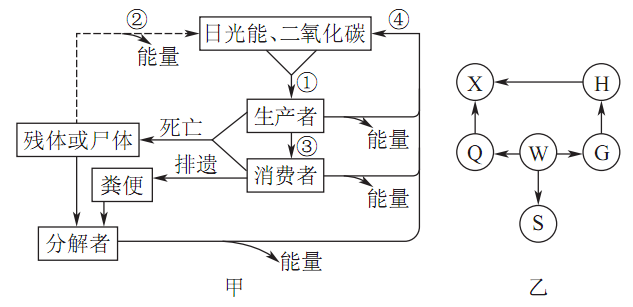 ②
日光能、二氧化碳
④
能量
①
生产者
能量
死亡
残体或尸体
③
排遗
消费者
能量
粪便
分解者
能量
甲
X
H
Q
W
G
S
乙